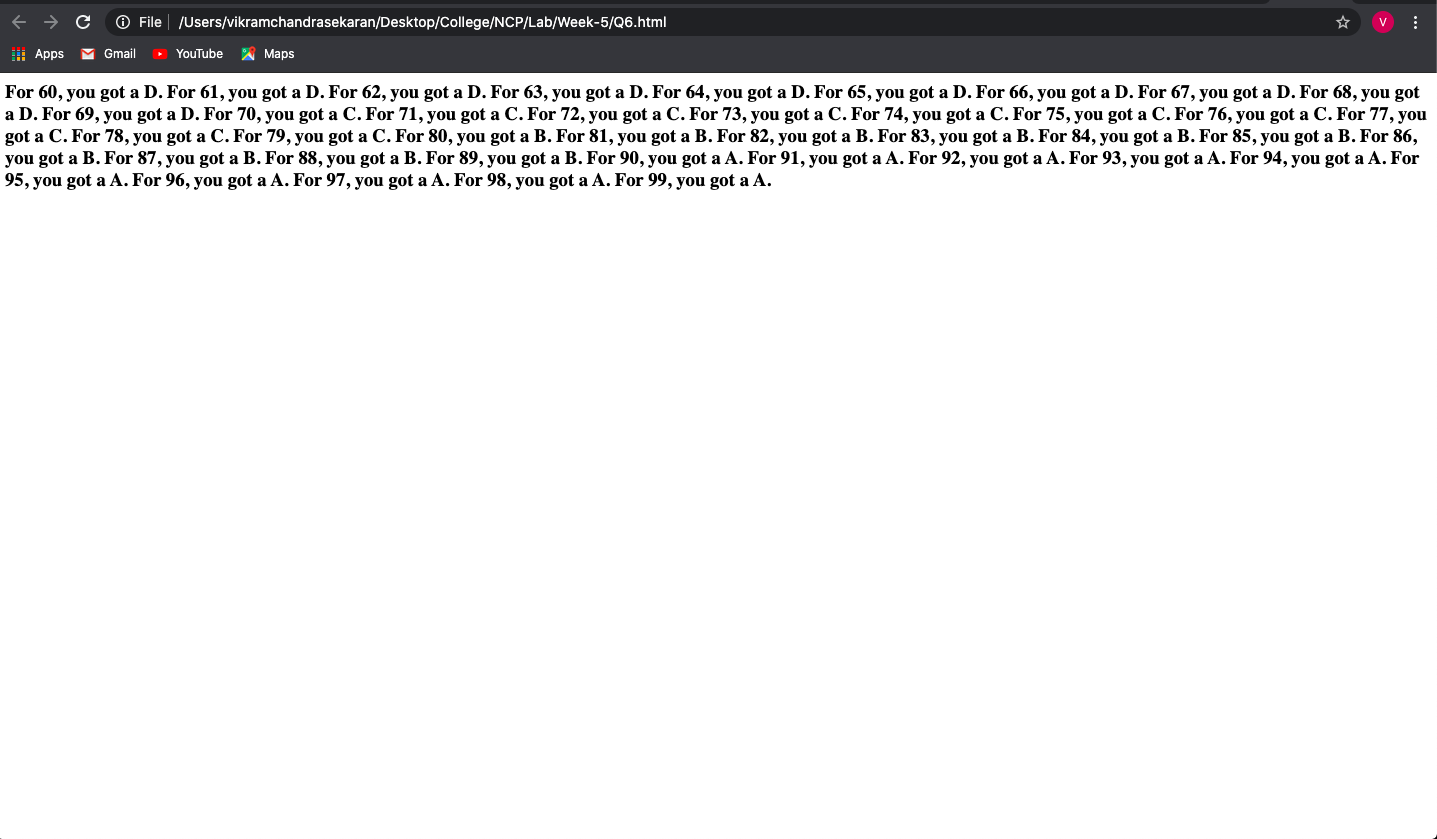 File /Users/vikramchandrasekaran/Desktop/College/NCP/Lab/Week-5/Q6.html V
Apps Gmail YouTube Maps
For 60, you got a D. For 61, you got a D. For 62, you got a D. For 63, you got a D. For 64, you got a D. For 65, you got a D. For 66, you got a D. For 67, you got a D. For 68, you got
a D. For 69, you got a D. For 70, you got a C. For 71, you got a C. For 72, you got a C. For 73, you got a C. For 74, you got a C. For 75, you got a C. For 76, you got a C. For 77, you
got a C. For 78, you got a C. For 79, you got a C. For 80, you got a B. For 81, you got a B. For 82, you got a B. For 83, you got a B. For 84, you got a B. For 85, you got a B. For 86,
you got a B. For 87, you got a B. For 88, you got a B. For 89, you got a B. For 90, you got a A. For 91, you got a A. For 92, you got a A. For 93, you got a A. For 94, you got a A. For
95, you got a A. For 96, you got a A. For 97, you got a A. For 98, you got a A. For 99, you got a A.